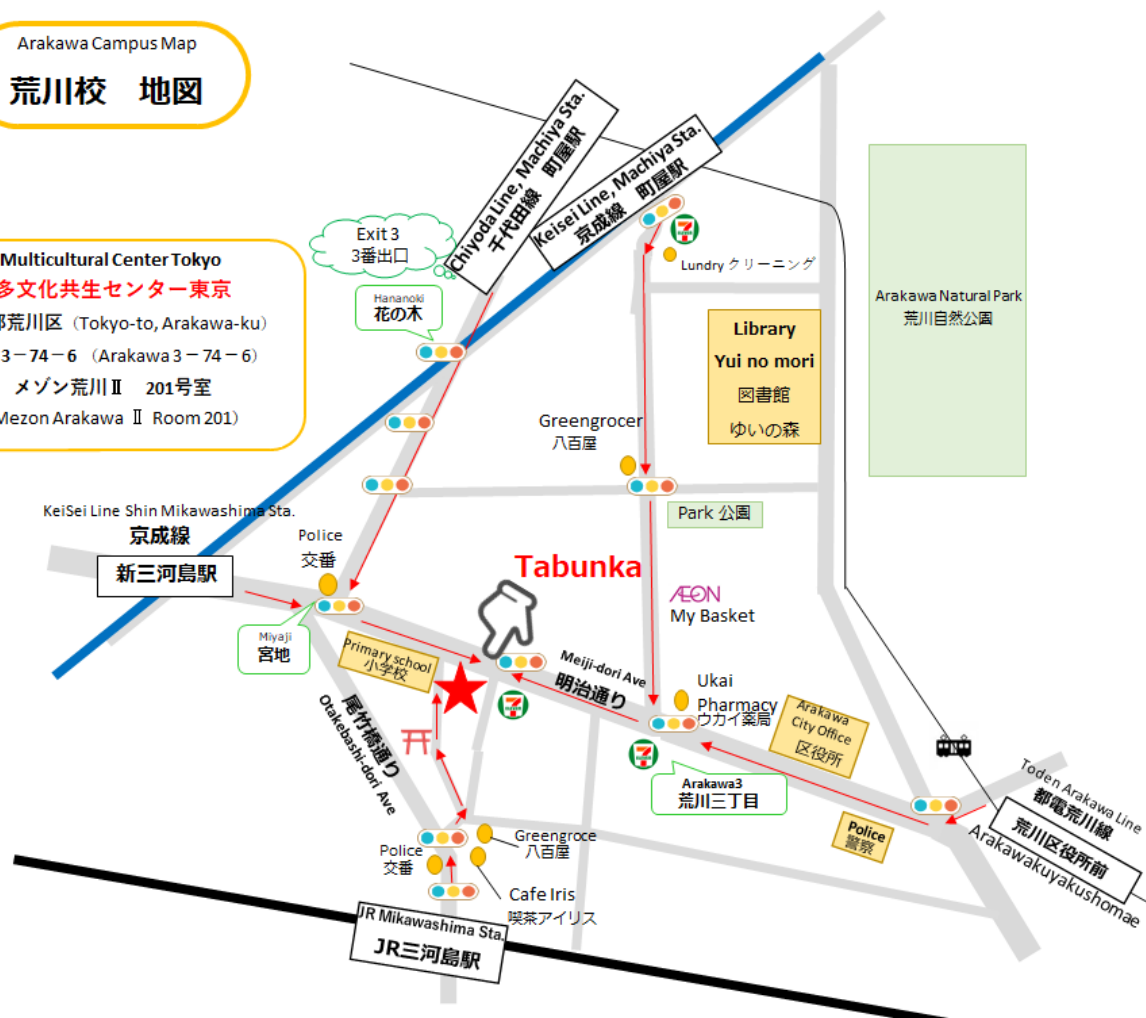 Arakawa Campus Map
荒川校 地図
Multicultural Center Tokyo
多文化共生センター東京
荒川区 (Tokyo-to, Arakawa-ku)
3－74－6 (Arakawa 3－74－6)
メゾン荒川Ⅱ 201号室
Mezon Arakawa Ⅱ Room 201)
Chiyoda Line, Machiya Sta.
千代田線 町屋駅
Keisei Line, Machiya Sta.
京成線 町屋駅
Exit 3
3番出口
Hananoki
花の木
Lundry クリーニング
Library
Yui no mori
図書館
ゆいの森
Arakawa Natural Park
荒川自然公園
Greengrocer
八百屋
Park 公園
KeiSei Line Shin Mikawashima Sta.
京成線
新三河島駅
Police
交番
Miyaji
宮地
Tabunka
ÆON
My Basket
Primary school
小学校
Meiji-dori Ave
明治通り
Ukai
Pharmacy
ウカイ薬局
Arakawa
City Office
区役所
Arakawa3
荒川三丁目
Police
警察
Toden Arakawa Line
都電荒川線
荒川区役所前
Arakawakuyakushomae
尾竹橋通り
Otakebashi-dori Ave
Police
交番
Greengroce
八百屋
Cafe Iris
喫茶アイリス
JR Mikawashima Sta.
JR三河島駅